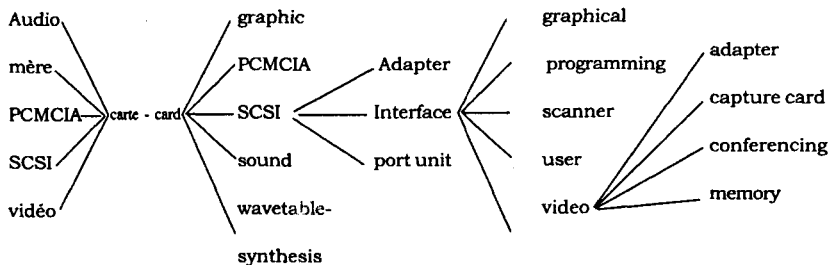 Audio
mère
PCMCIA
SCSI
vidéo
carte - card
graphic
PCMCIA
SCSI
sound
wavetable-
synthesis
Adapter
Interface
port unit
graphical
programming
scanner
user
video
adapter
capture card
conferencing
memory